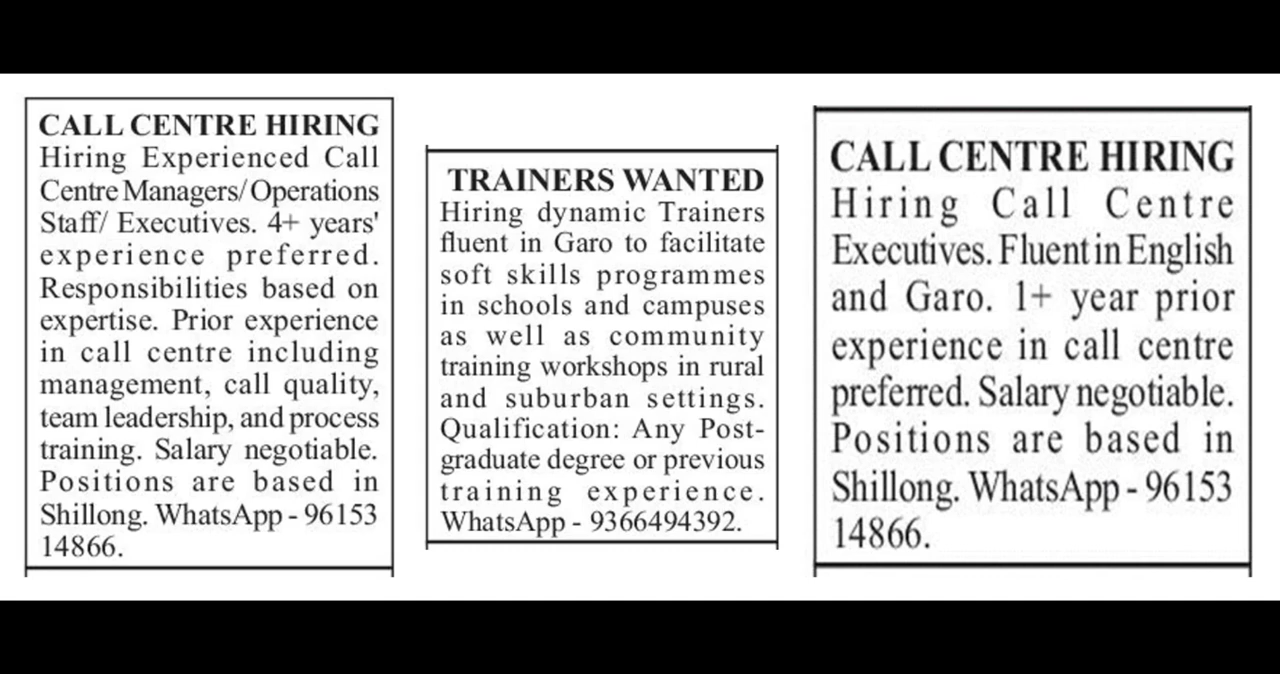 CALL CENTRE HIRING
Hiring Experienced Call
Centre Managers/ Operations
Staff/ Executives. 4+ years'
experience preferred.
Responsibilities based on
expertise. Prior experience
in call centre including
management, call quality,
team leadership, and process
training. Salary negotiable.
Positions are based in
Shillong. WhatsApp - 96153
14866.
TRAINERS WANTED
Hiring dynamic Trainers
fluent in Garo to facilitate
soft skills programmes
in schools and campuses
as well as community
training workshops in rural
and suburban settings.
Qualification: Any Post-
graduate degree or previous
training experience.
WhatsApp - 9366494392.
CALL CENTRE HIRING
Hiring Call Centre
Executives. Fluent in English
and Garo. 1+ year prior
experience in call centre
preferred. Salary negotiable.
Positions are based in
Shillong. WhatsApp - 96153
14866.